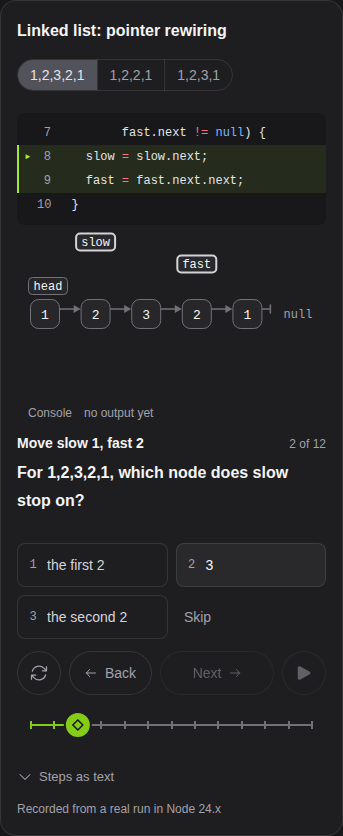 Linked list: pointer rewiring
1,2,3,2,1 1,2,2,1 1,2,3,1
7 fast.next != null) {
8 slow = slow.next;
9 fast = fast.next.next;
10 }
slow
fast
head
1 2 3 2 1 null
Console no output yet
Move slow 1, fast 2 2 of 12
For 1,2,3,2,1, which node does slow
stop on?
1 the first 2 2 3
3 the second 2 Skip
← Back Next →
Steps as text
Recorded from a real run in Node 24.x